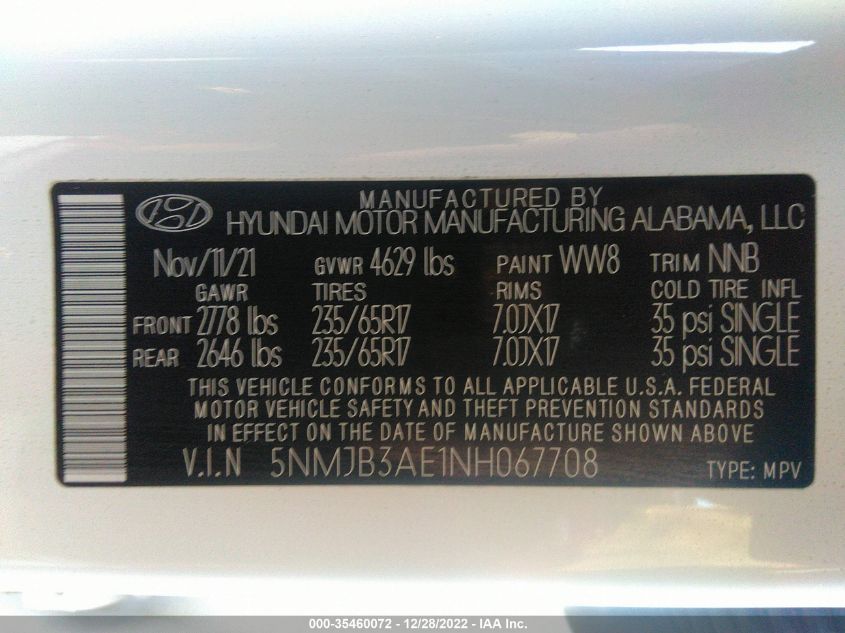 MANUFACTURED BY
HYUNDAI MOTOR MANUFACTURING ALABAMA, LLC
Nov/11/21 GVWR 4629 lbs PAINT WW8 TRIM NNB
GAWR TIRES RIMS COLD TIRE INFL
FRONT 2778 lbs 235/65R17 7.0JX17 35 psi SINGLE
REAR 2646 lbs 235/65R17 7.0JX17 35 psi SINGLE
THIS VEHICLE CONFORMS TO ALL APPLICABLE U.S.A. FEDERAL
MOTOR VEHICLE SAFETY AND THEFT PREVENTION STANDARDS
IN EFFECT ON THE DATE OF MANUFACTURE SHOWN ABOVE
V.I.N 5NMJB3AE1NH067708 TYPE: MPV
000-35460072 - 12/28/2022 - IAA Inc.